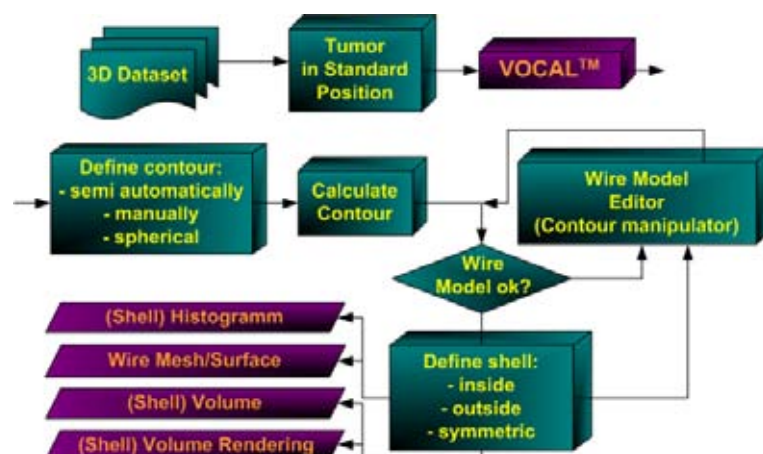 3D Dataset
Tumor
in Standard
Position
VOCAL™
Define contour:
- semi automatically
- manually
- spherical
Calculate
Contour
Wire Model
Editor
(Contour manipulator)
Wire
Model ok?
(Shell) Histogramm
Wire Mesh/Surface
(Shell) Volume
(Shell) Volume Rendering
Define shell:
- inside
- outside
- symmetric